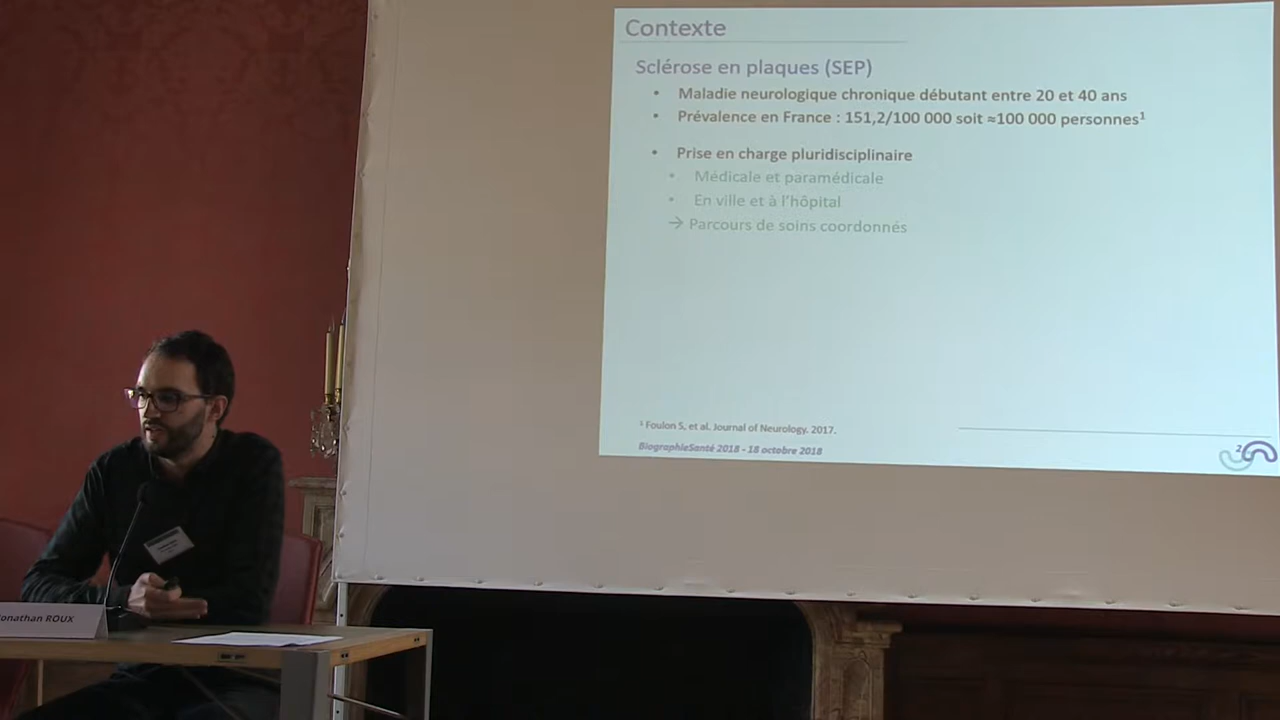 Contexte
Sclérose en plaques (SEP)
• Maladie neurologique chronique débutant entre 20 et 40 ans
• Prévalence en France : 151,2/100 000 soit ≈100 000 personnes¹
• Prise en charge pluridisciplinaire
• Médicale et paramédicale
• En ville et à l'hôpital
→ Parcours de soins coordonnés
¹ Foulon S, et al. Journal of Neurology. 2017.
BiographieSanté 2018 - 18 octobre 2018
2
onathan ROUX